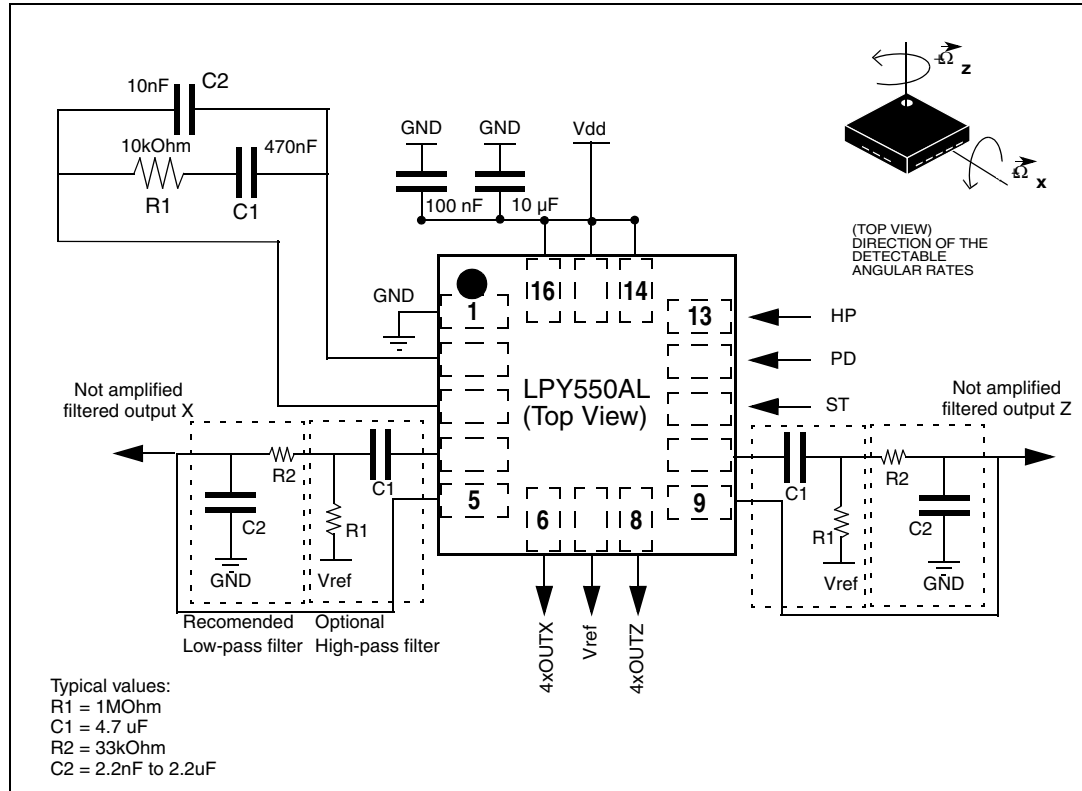 10nF
C2
10kOhm
470nF
R1
C1
GND
GND
Vdd
100 nF
10 µF
Ω z
Ω x
(TOP VIEW)
DIRECTION OF THE
DETECTABLE
ANGULAR RATES
GND
1
16
14
13
HP
PD
ST
LPY550AL
(Top View)
Not amplified
filtered output X
Not amplified
filtered output Z
R2
C1
C2
R1
GND
Vref
5
6
8
9
C1
R2
R1
C2
Vref
GND
Recomended
Low-pass filter
Optional
High-pass filter
4xOUTX
Vref
4xOUTZ
Typical values:
R1 = 1MOhm
C1 = 4.7 uF
R2 = 33kOhm
C2 = 2.2nF to 2.2uF